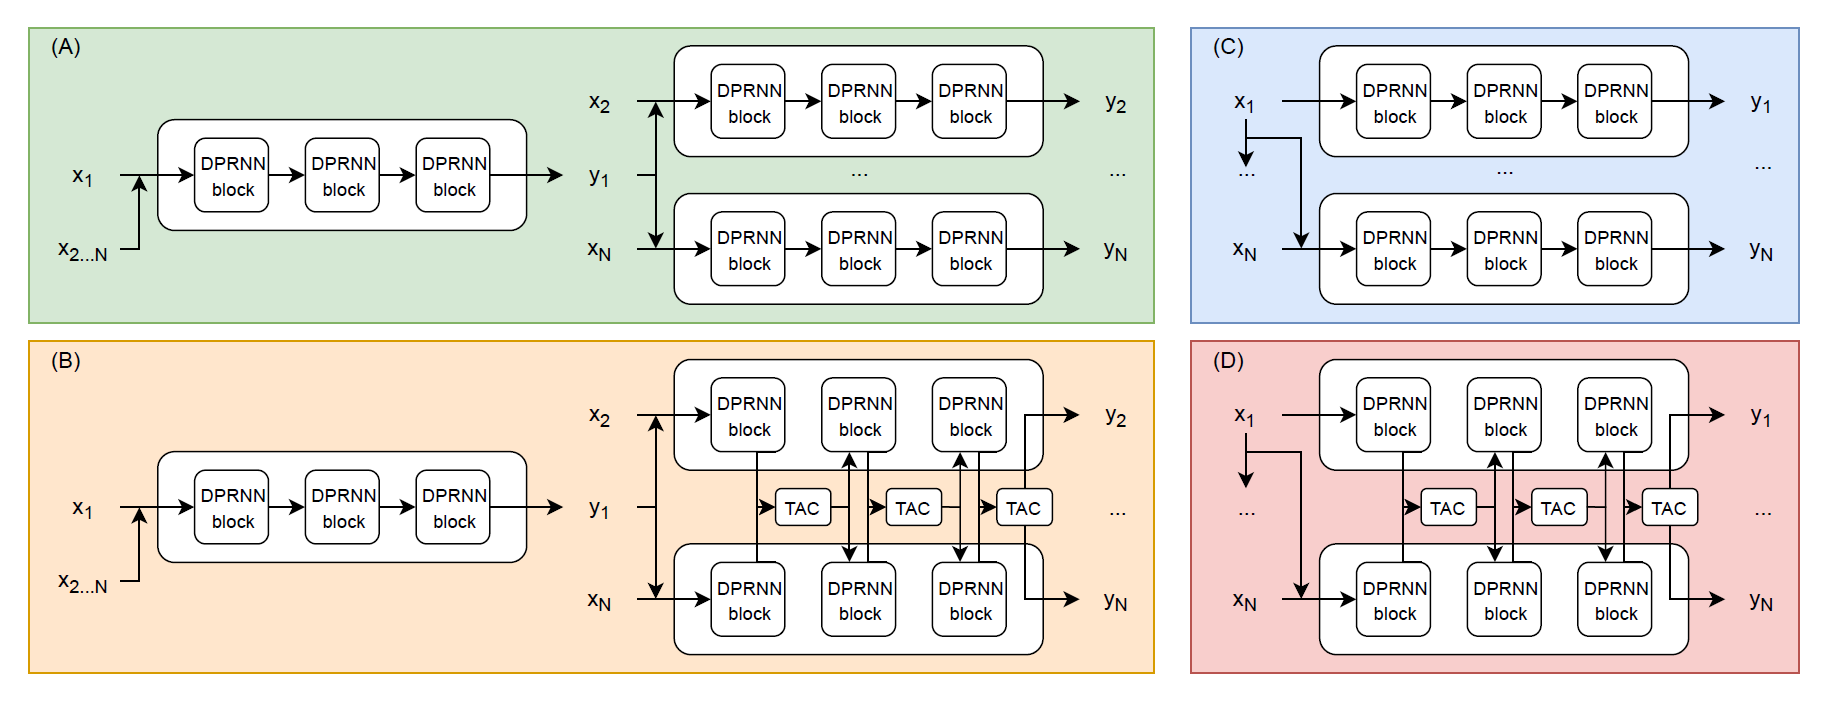 (A)
x1
x2...N
DPRNN block
DPRNN block
DPRNN block
y1
x2
xN
DPRNN block
DPRNN block
DPRNN block
...
DPRNN block
DPRNN block
DPRNN block
y2
...
yN
(B)
x1
x2...N
DPRNN block
DPRNN block
DPRNN block
y1
x2
xN
DPRNN block
DPRNN block
DPRNN block
TAC
TAC
TAC
DPRNN block
DPRNN block
DPRNN block
y2
...
yN
(C)
x1
...
xN
DPRNN block
DPRNN block
DPRNN block
...
DPRNN block
DPRNN block
DPRNN block
y1
...
yN
(D)
x1
...
xN
DPRNN block
DPRNN block
DPRNN block
TAC
TAC
TAC
DPRNN block
DPRNN block
DPRNN block
y1
...
yN